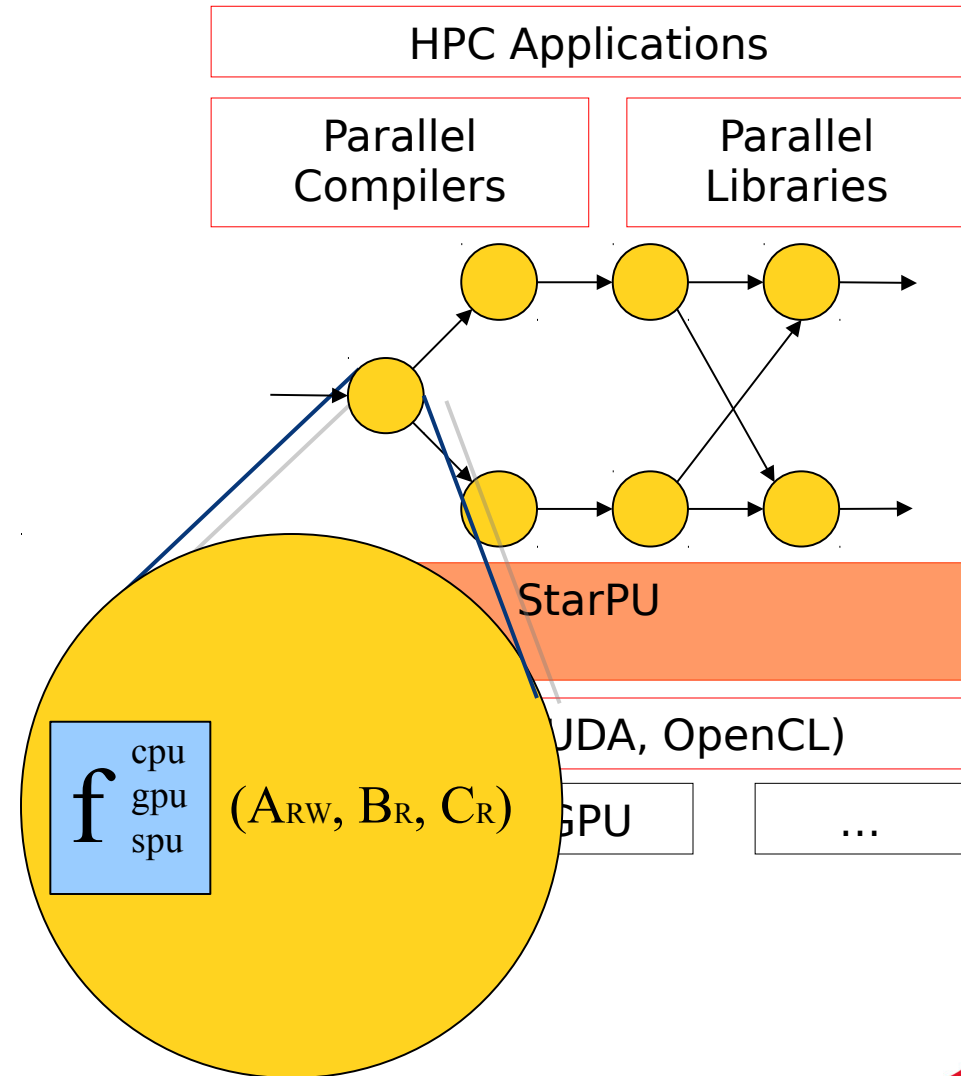 HPC Applications
Parallel
Compilers
Parallel
Libraries
StarPU
UDA, OpenCL)
GPU
...
f
cpu
gpu
spu
(ARW, BR, CR)